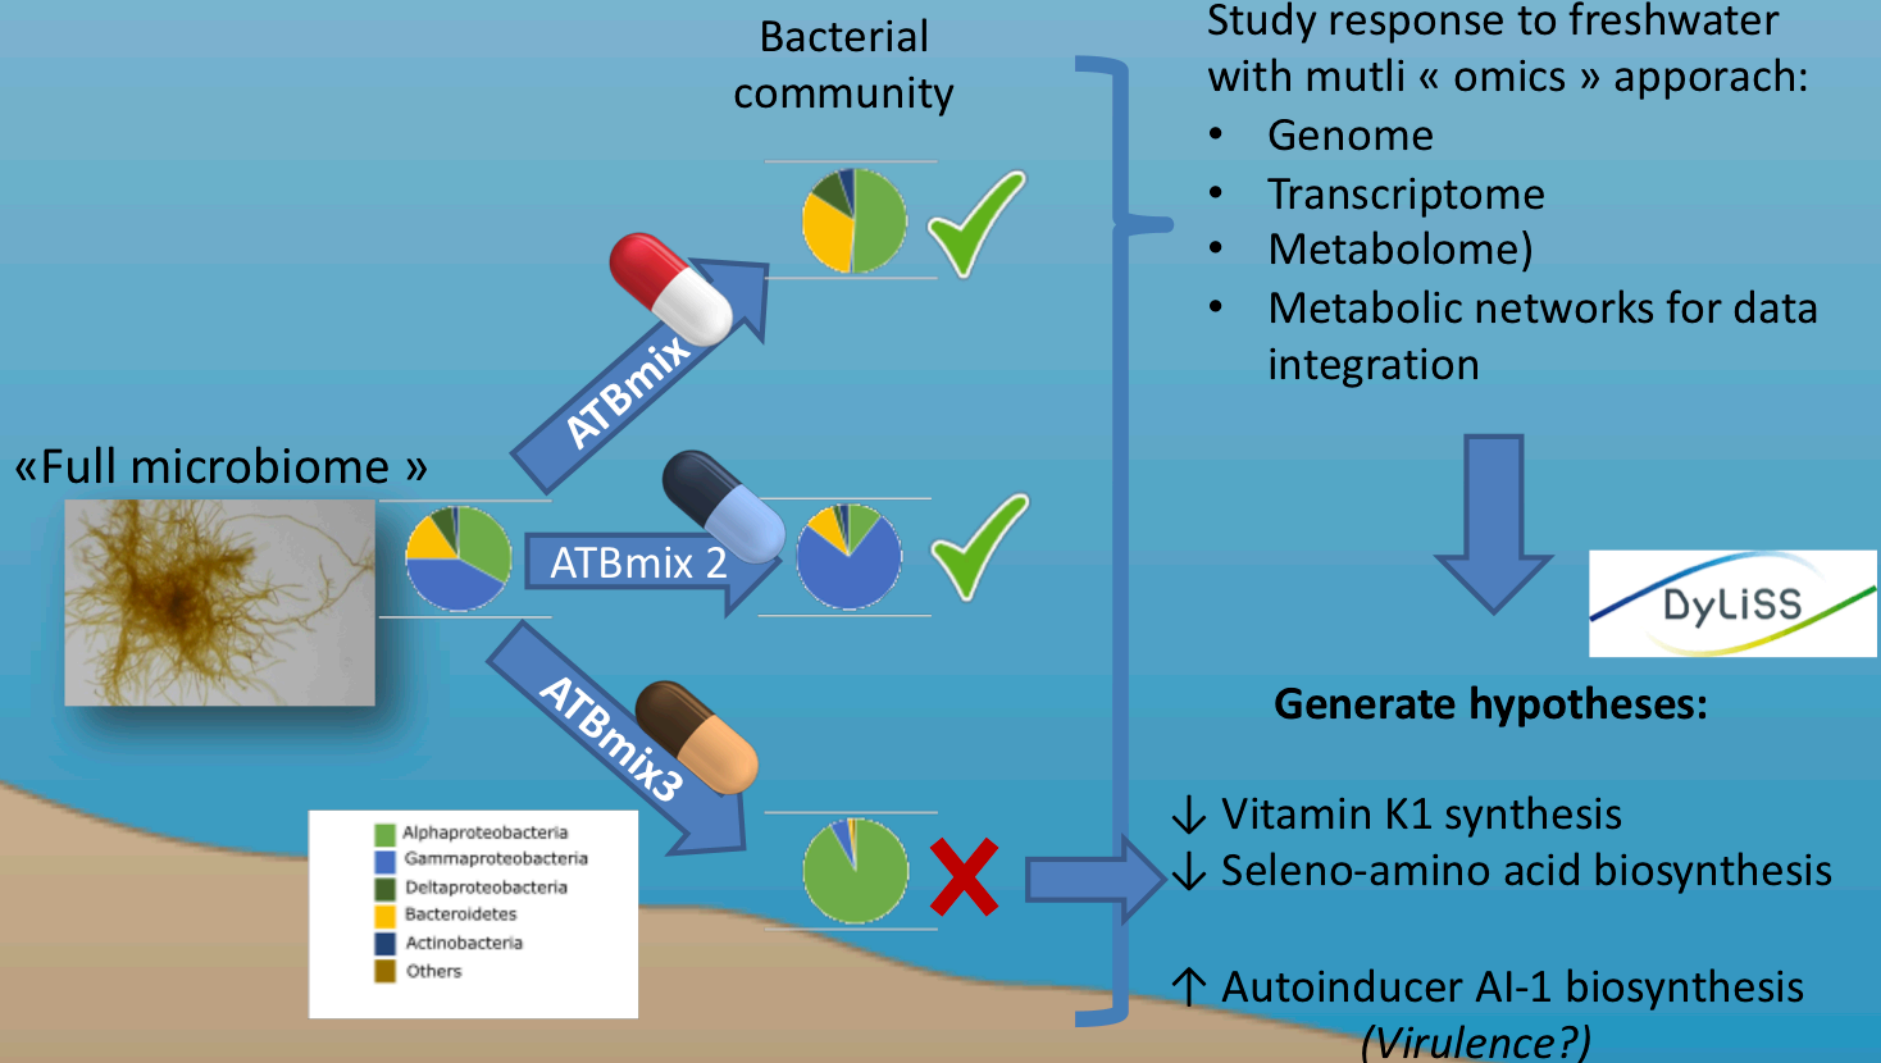 Bacterial
community
Study response to freshwater
with mutli « omics » apporach:
• Genome
• Transcriptome
• Metabolome)
• Metabolic networks for data
integration
ATBmix
«Full microbiome »
ATBmix 2
ATBmix3
DyLiSS
Generate hypotheses:
↓ Vitamin K1 synthesis
↓ Seleno-amino acid biosynthesis
↑ Autoinducer AI-1 biosynthesis
(Virulence?)
Alphaproteobacteria
Gammaproteobacteria
Deltaproteobacteria
Bacteroidetes
Actinobacteria
Others